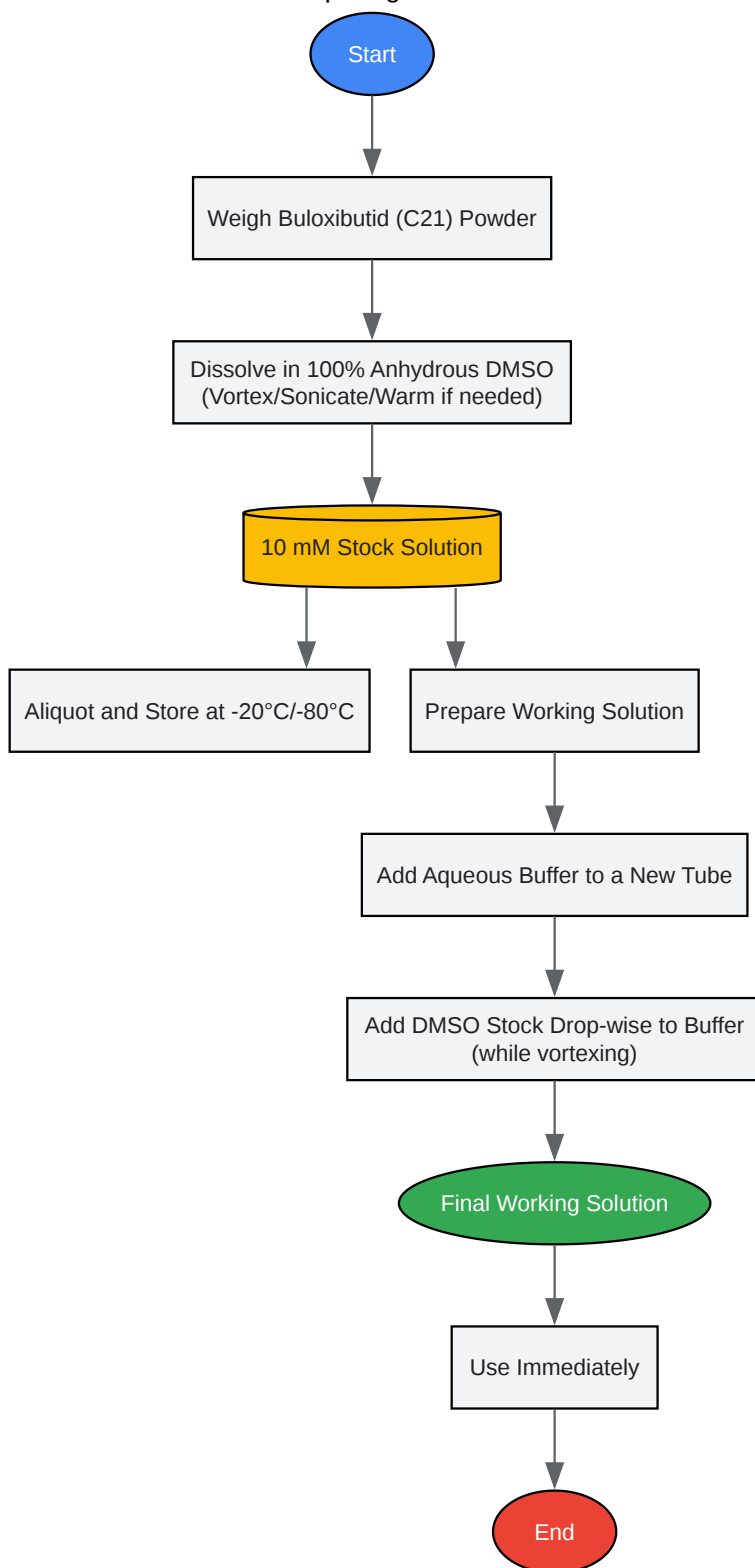 Start
Weigh Buloxibutid (C21) Powder
Dissolve in 100% Anhydrous DMSO
(Vortex/Sonicate/Warm if needed)
10 mM Stock Solution
Aliquot and Store at -20°C/-80°C
Prepare Working Solution
Add Aqueous Buffer to a New Tube
Add DMSO Stock Drop-wise to Buffer
(while vortexing)
Final Working Solution
Use Immediately
End